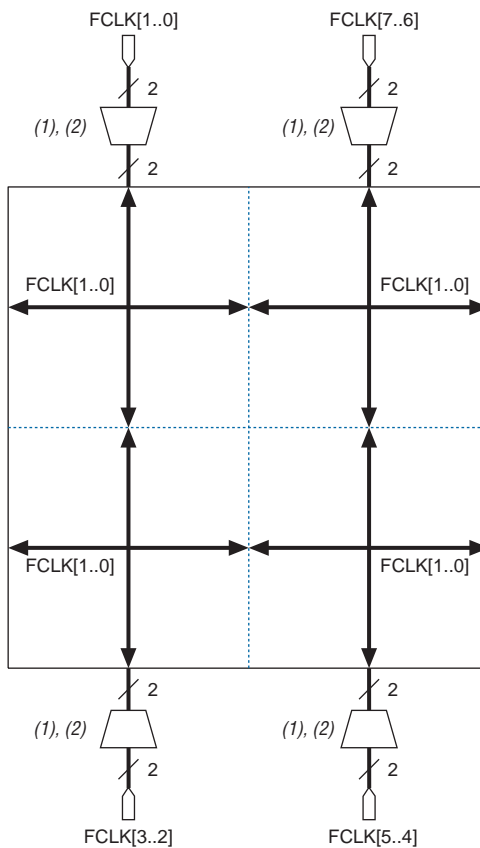 FCLK[1..0] FCLK[7..6]
2 2
(1), (2) (1), (2)
2 2
FCLK[1..0] FCLK[1..0]
FCLK[1..0] FCLK[1..0]
2 2
(1), (2) (1), (2)
2 2
FCLK[3..2] FCLK[5..4]